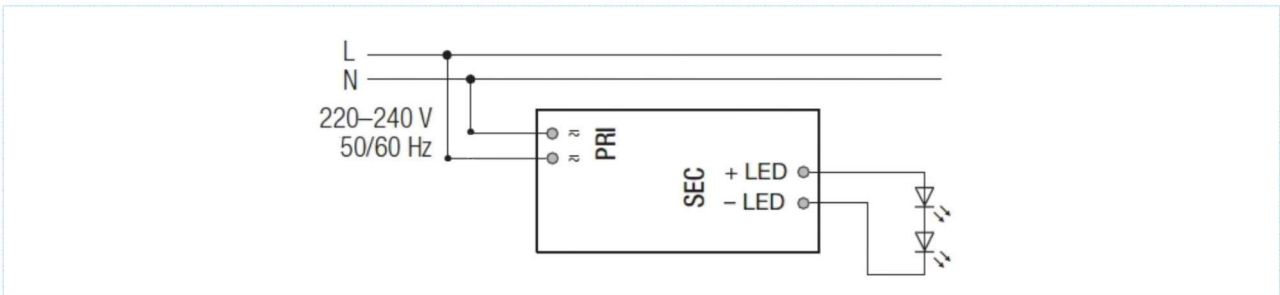 L
N
220–240 V
50/60 Hz
≂
≂
PRI
SEC
+ LED
– LED